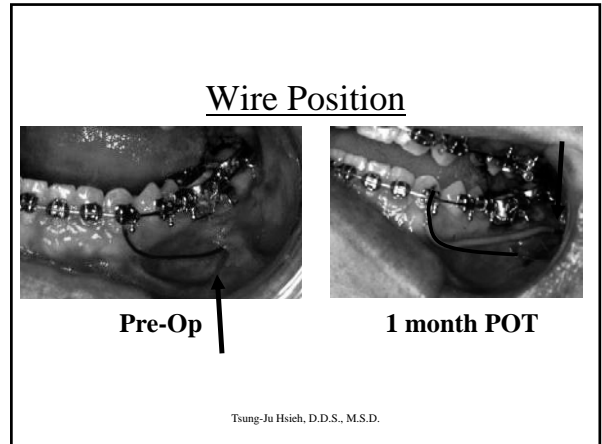 Wire Position
Pre-Op
1 month POT
Tsung-Ju Hsieh, D.D.S., M.S.D.